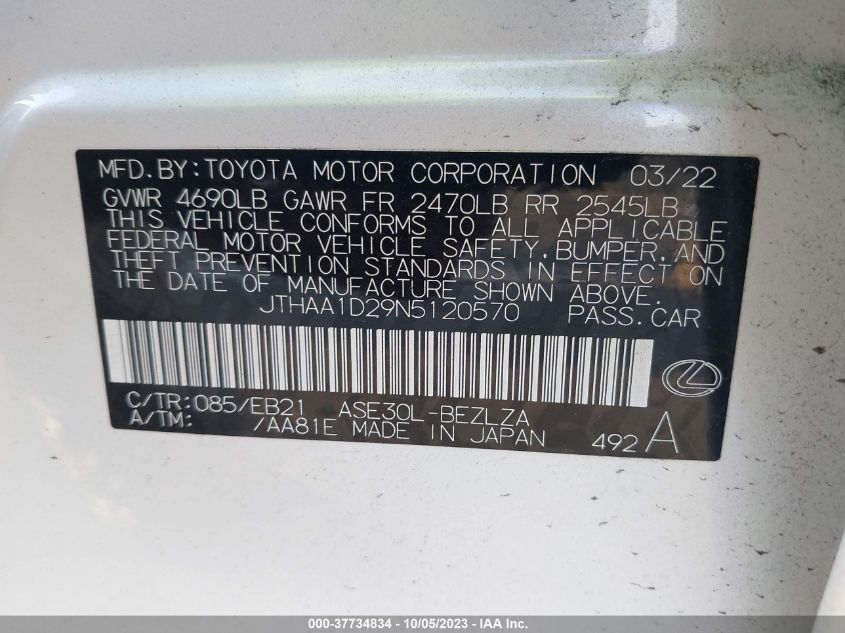 MFD.BY:TOYOTA MOTOR CORPORATION 03/22
GVWR 4690LB GAWR FR 2470LB RR 2545LB
THIS VEHICLE CONFORMS TO ALL APPLICABLE
FEDERAL MOTOR VEHICLE SAFETY,BUMPER,AND
THEFT PREVENTION STANDARDS IN EFFECT ON
THE DATE OF MANUFACTURE SHOWN ABOVE.
JTHAA1D29N5120570 PASS.CAR
C/TR:085/EB21 ASE30L-BEZLZA
A/TM: /AA81E MADE IN JAPAN 492 A
000-37734834 - 10/05/2023 - INSURANCE AUTO AUCTIONS, INC.